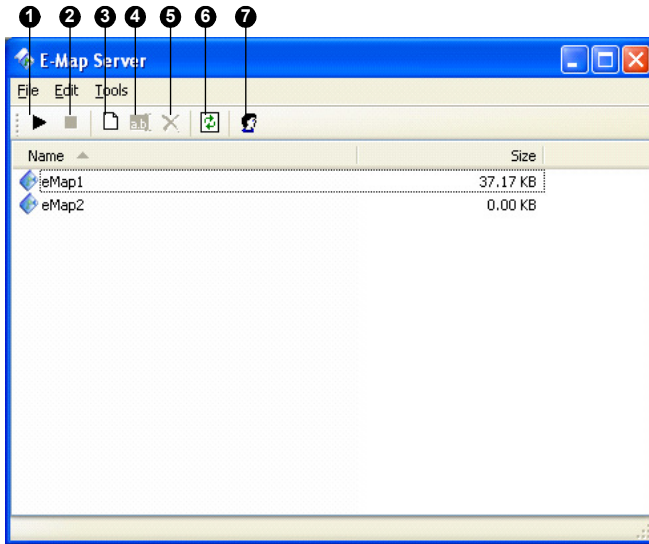 1 2 3 4 5 6 7
E-Map Server
File Edit Tools
ab
Name Size
eMap1 37.17 KB
eMap2 0.00 KB